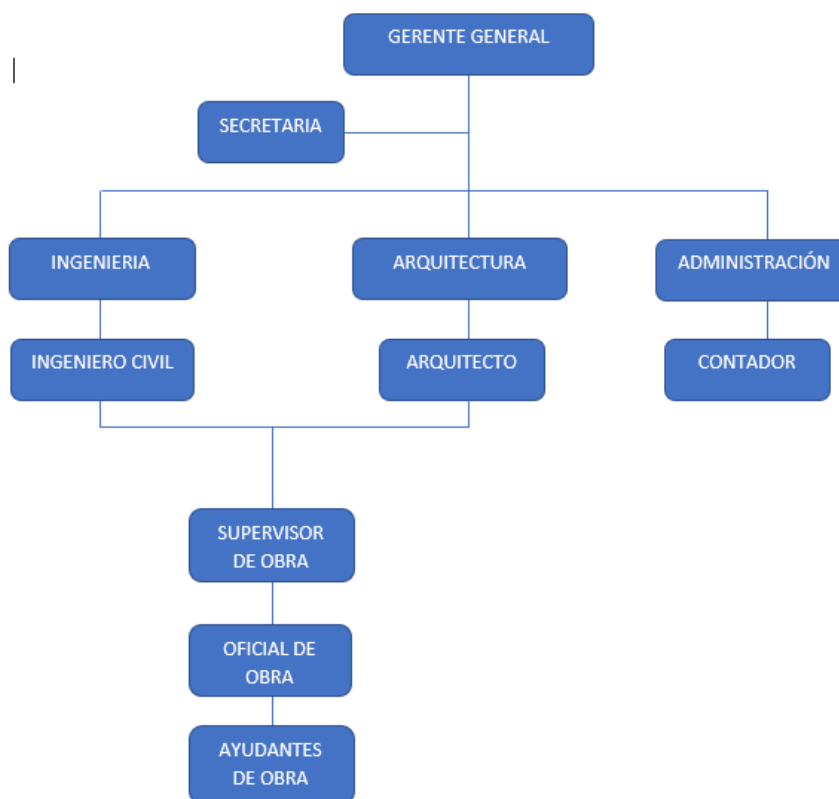 GERENTE GENERAL
SECRETARIA
INGENIERIA
ARQUITECTURA
ADMINISTRACIÓN
INGENIERO CIVIL
ARQUITECTO
CONTADOR
SUPERVISOR
DE OBRA
OFICIAL DE
OBRA
AYUDANTES
DE OBRA